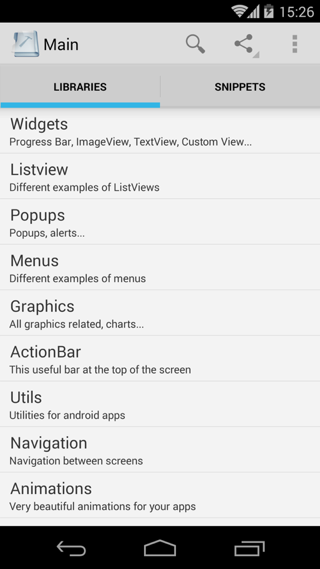 15:26
Main
LIBRARIES
SNIPPETS
Widgets
Progress Bar, ImageView, TextView, Custom View...
Listview
Different examples of ListViews
Popups
Popups, alerts...
Menus
Different examples of menus
Graphics
All graphics related, charts...
ActionBar
This useful bar at the top of the screen
Utils
Utilities for android apps
Navigation
Navigation between screens
Animations
Very beautiful animations for your apps